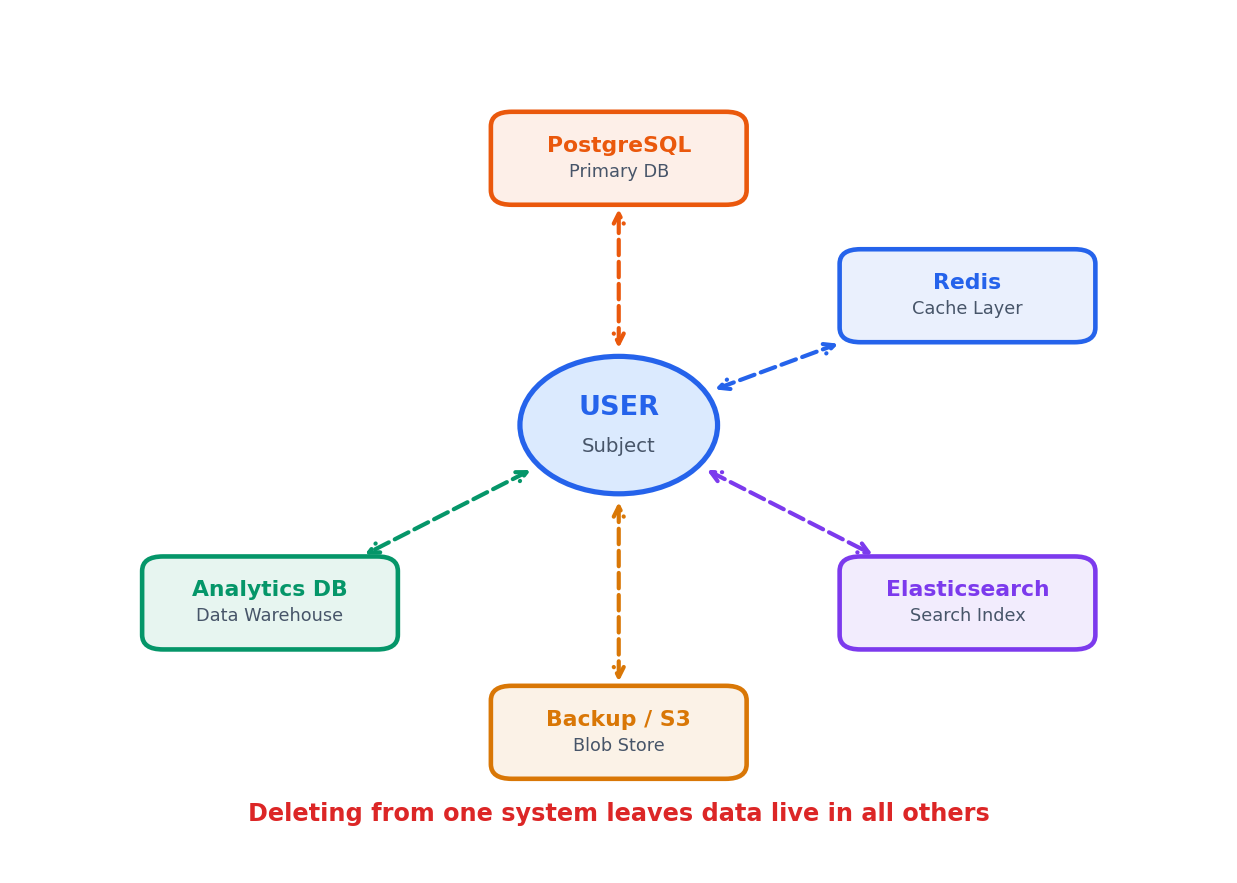 PostgreSQL
Primary DB
Redis
Cache Layer
USER
Subject
Analytics DB
Data Warehouse
Elasticsearch
Search Index
Backup / S3
Blob Store
Deleting from one system leaves data live in all others